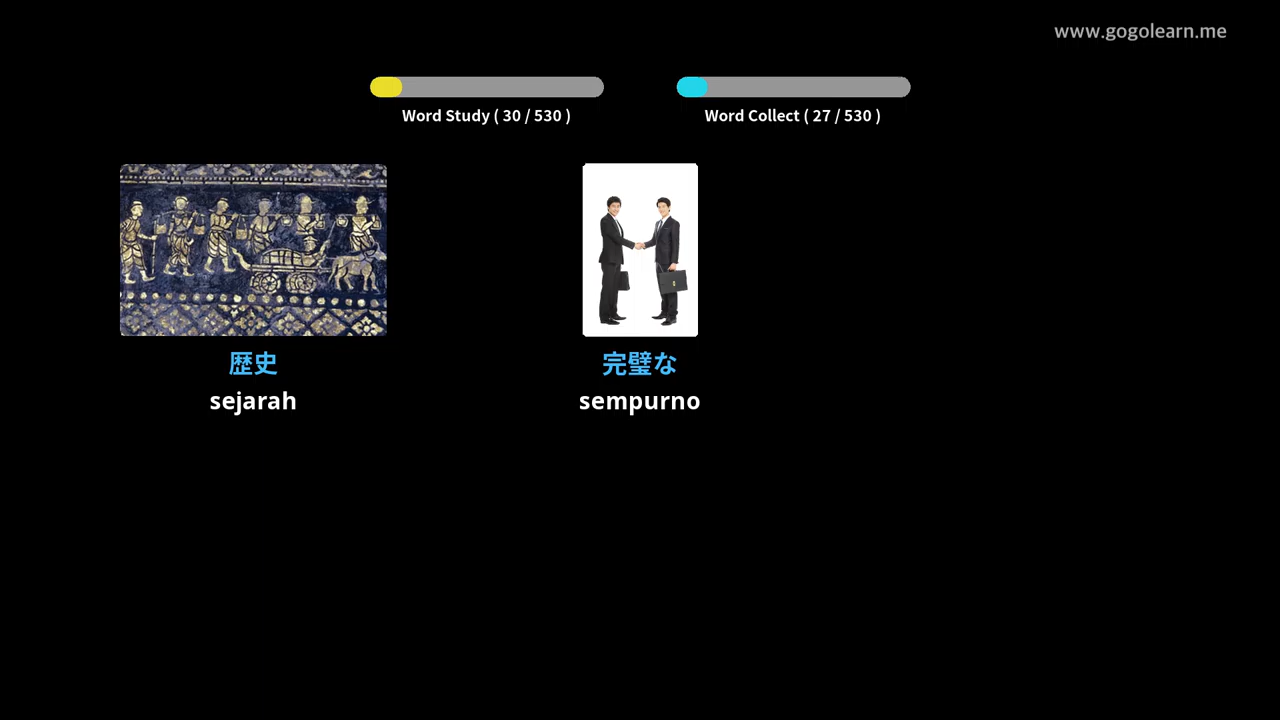 www.gogolearn.me
Word Study ( 30 / 530 )
Word Collect ( 27 / 530 )
歴史
sejarah
完璧な
sempurno